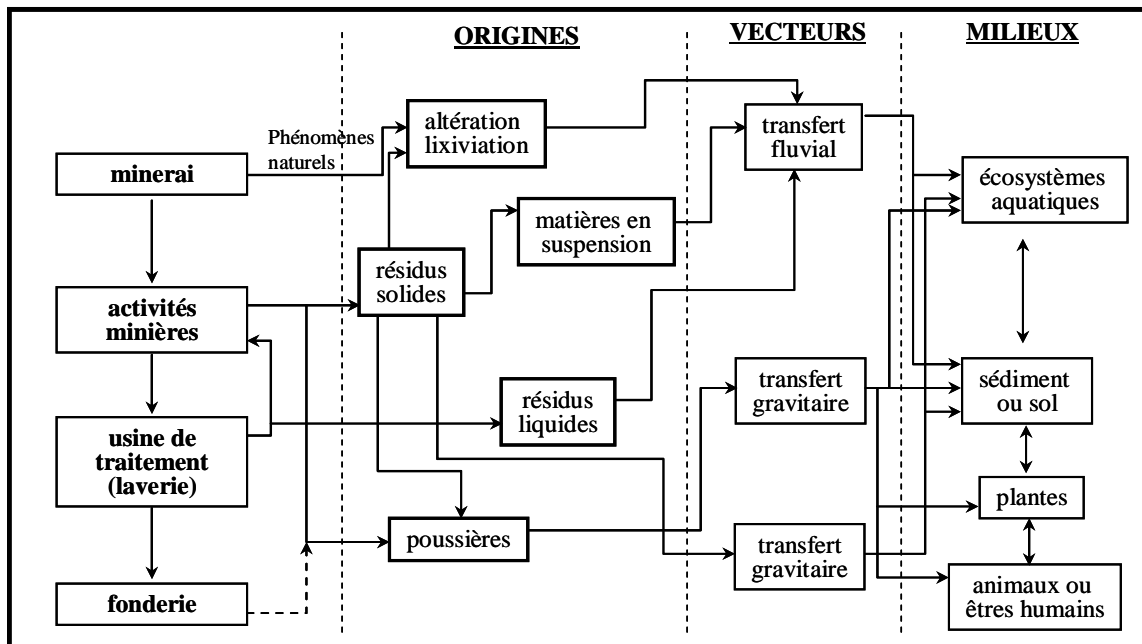 ORIGINES
VECTEURS
MILIEUX
Phénomènes
naturels
minerai
activités
minières
usine de
traitement
(laverie)
fonderie
altération
lixiviation
matières en
suspension
résidus
solides
résidus
liquides
poussières
transfert
fluvial
transfert
gravitaire
transfert
gravitaire
écosystèmes
aquatiques
sédiment
ou sol
plantes
animaux ou
êtres humains